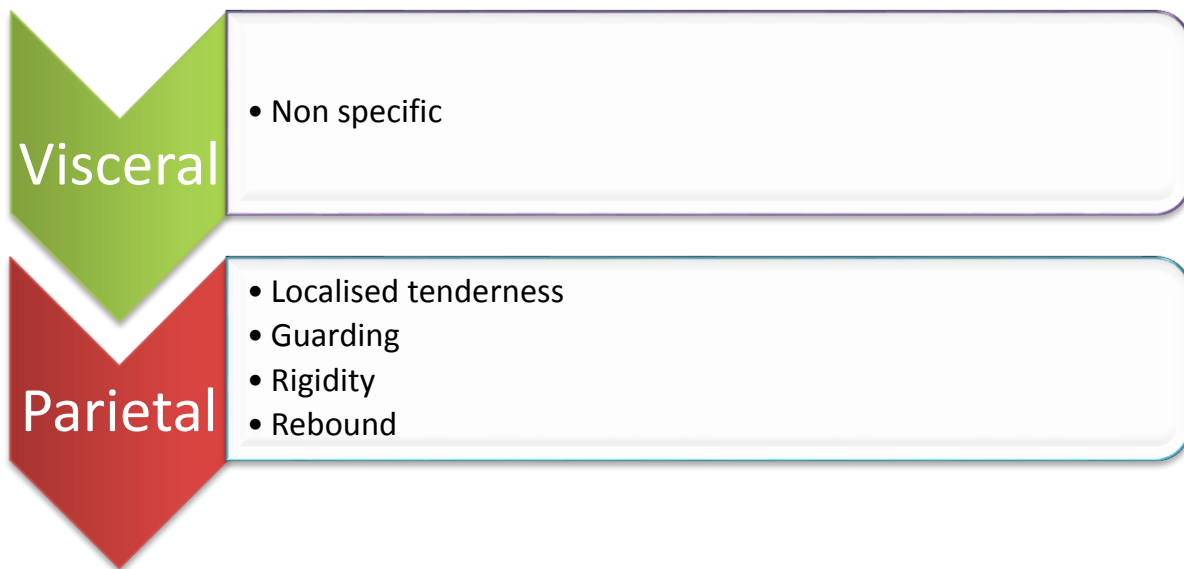 Visceral
• Non specific
Parietal
• Localised tenderness
• Guarding
• Rigidity
• Rebound